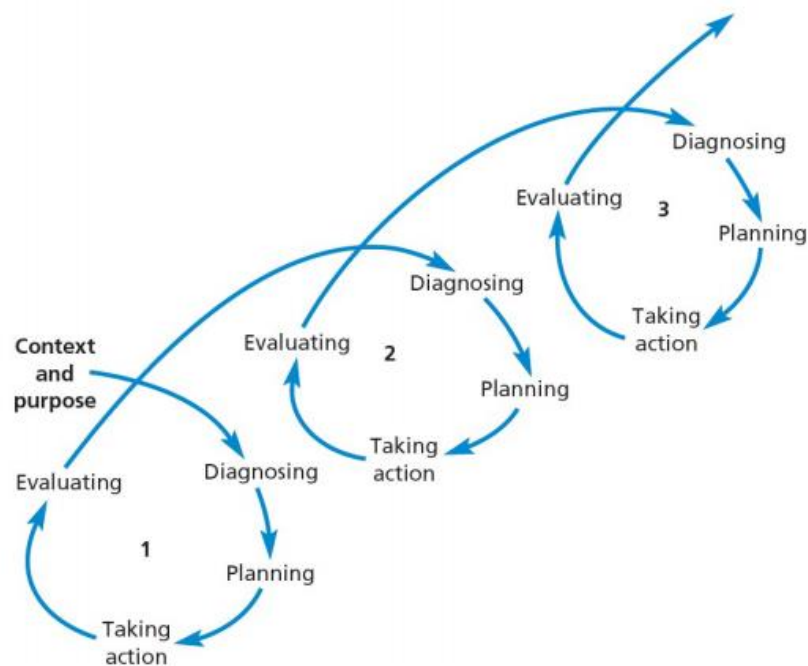 Context
and
purpose
Evaluating
Diagnosing
1
Planning
Taking
action
Evaluating
Diagnosing
2
Planning
Taking
action
Evaluating
Diagnosing
3
Planning
Taking
action